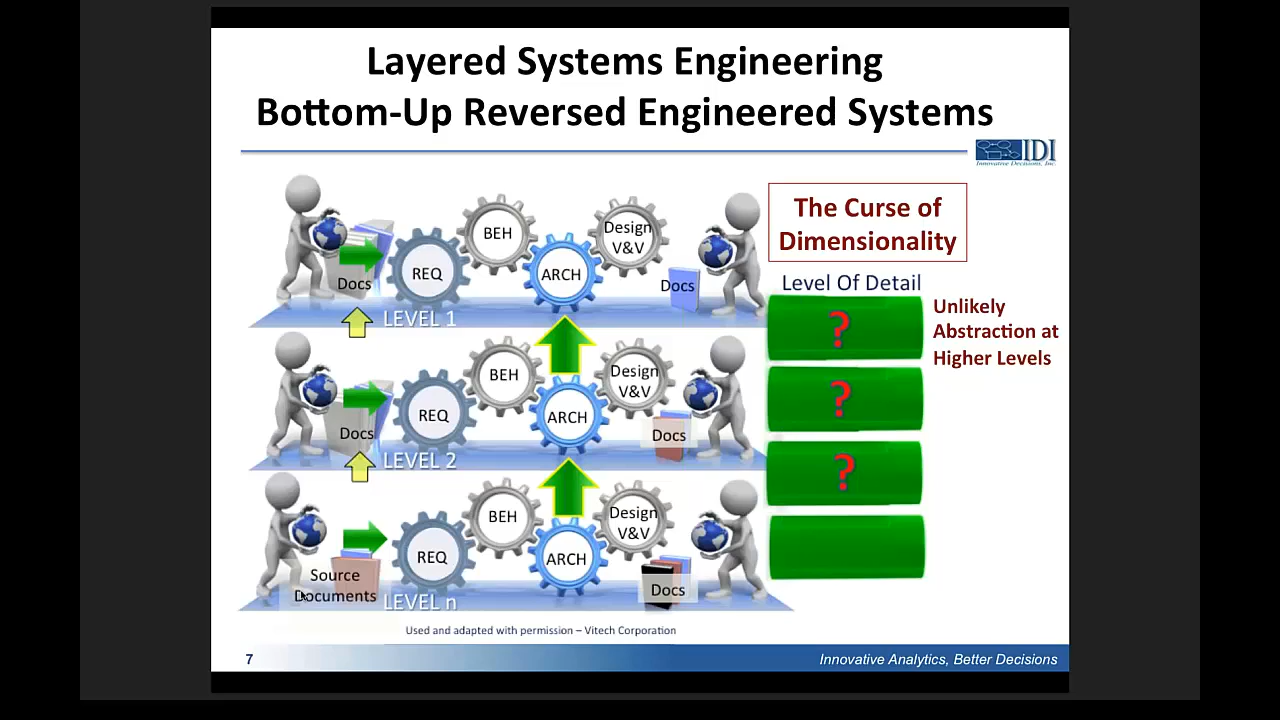 Layered Systems Engineering
Bottom-Up Reversed Engineered Systems
IDI
Innovative Decisions, Inc.
The Curse of
Dimensionality
Level Of Detail
Unlikely
Abstraction at
Higher Levels
Docs
REQ
BEH
ARCH
Design
V&V
Docs
LEVEL 1
?
Docs
REQ
BEH
ARCH
Design
V&V
Docs
LEVEL 2
?
Source
Documents
REQ
BEH
ARCH
Design
V&V
Docs
LEVEL n
?
Used and adapted with permission – Vitech Corporation
7
Innovative Analytics, Better Decisions